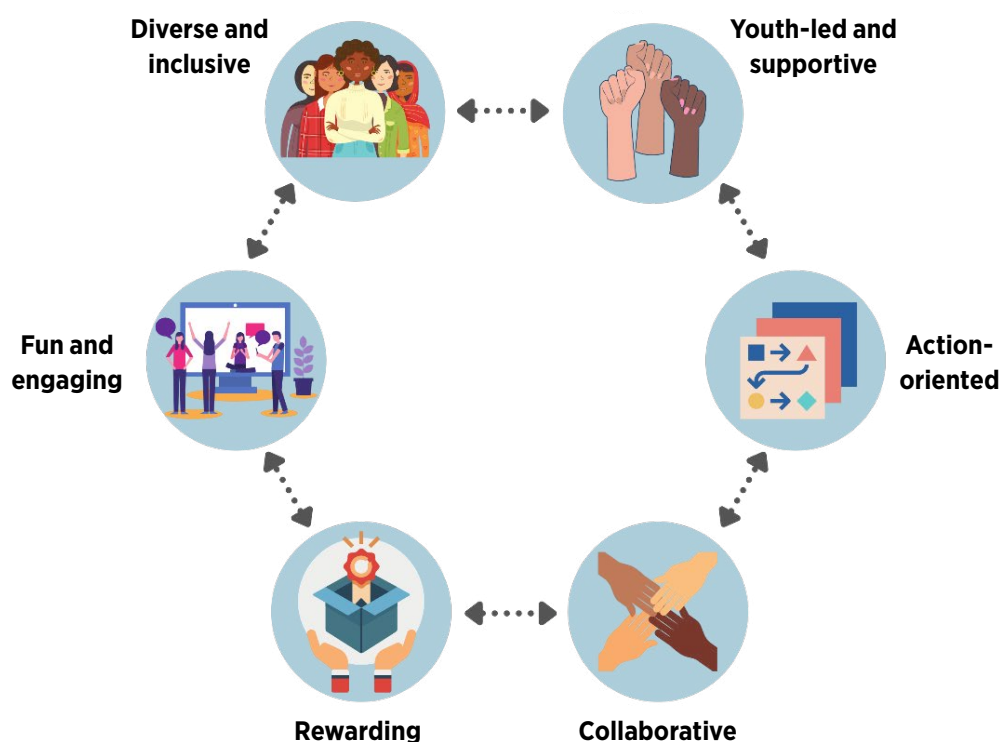 Diverse and
inclusive
Youth-led and
supportive
Fun and
engaging
Action-
oriented
Rewarding
Collaborative